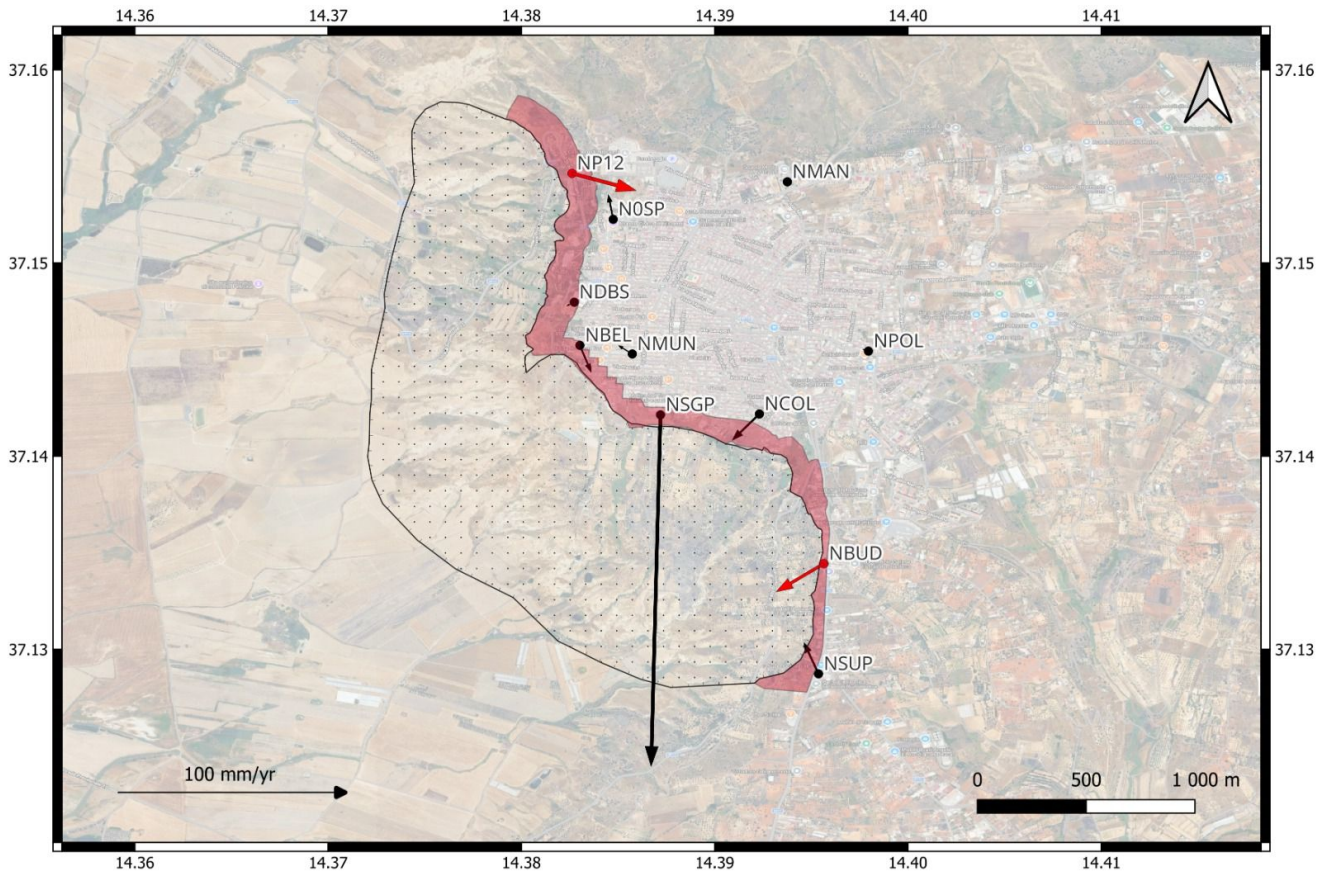 14.36 14.37 14.38 14.39 14.40 14.41
37.16 37.16
NP12
NMAN
N0SP
37.15 37.15
NDBS
NBEL NMUN
NPOL
NSGP NCOL
37.14 37.14
NBUD
37.13 37.13
NSUP
100 mm/yr
0 500 1 000 m
14.36 14.37 14.38 14.39 14.40 14.41